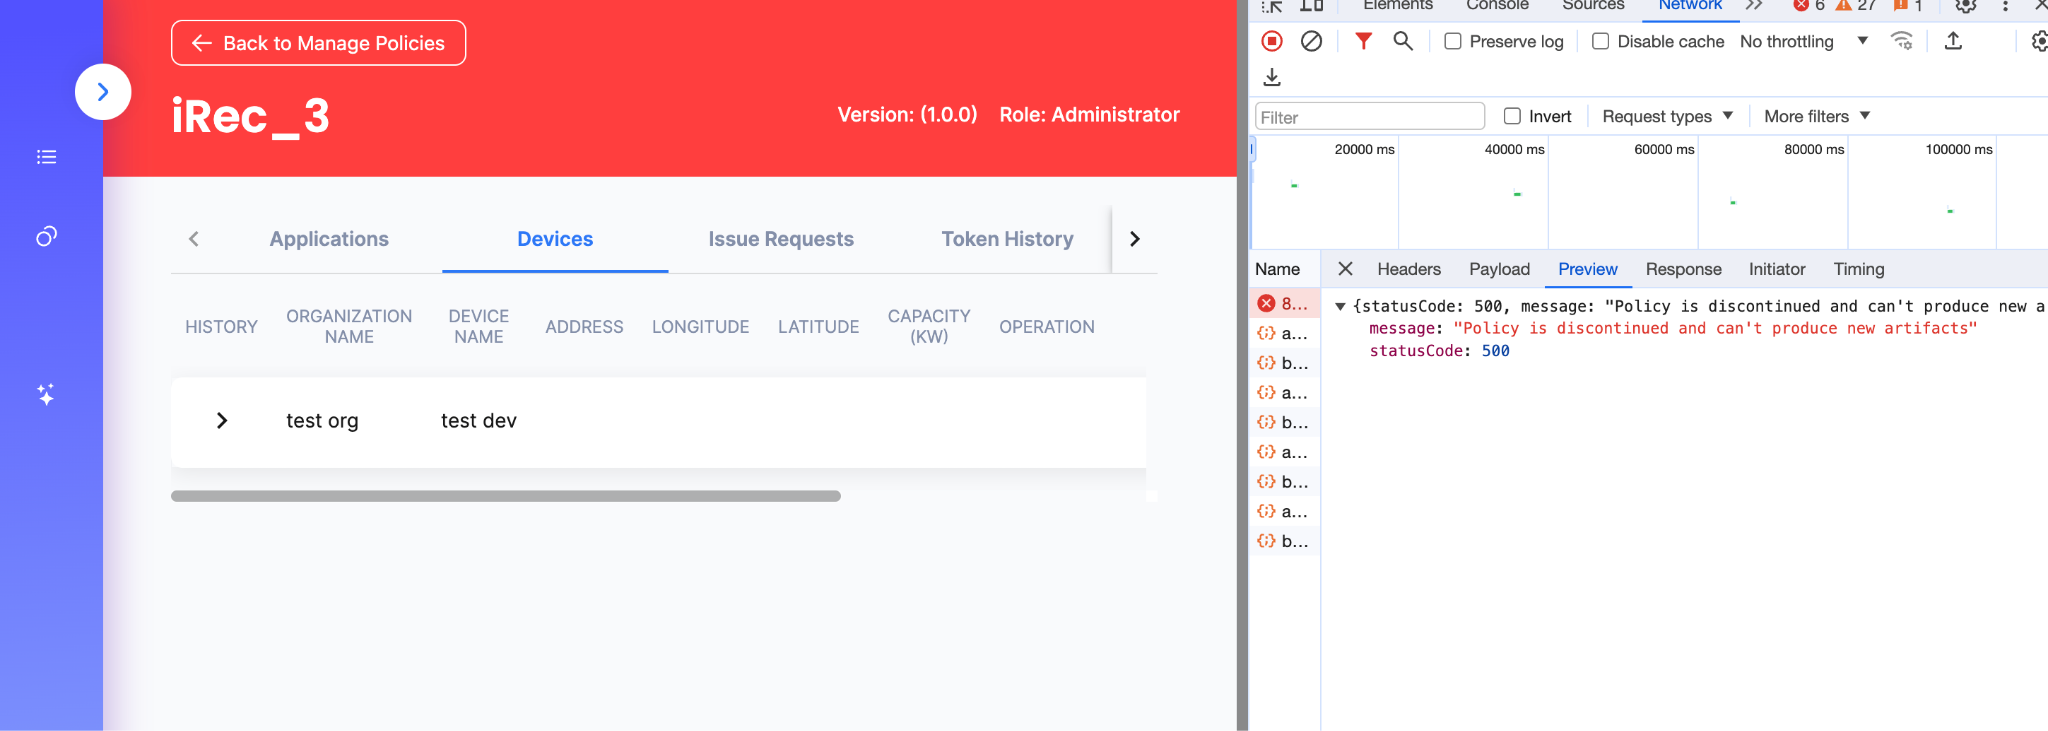 Back to Manage Policies
iRec_3
Version: (1.0.0) Role: Administrator
Applications Devices Issue Requests Token History
HISTORY ORGANIZATION NAME DEVICE NAME ADDRESS LONGITUDE LATITUDE CAPACITY (KW) OPERATION
test org test dev
Elements Console Sources Network 6 27 1
Preserve log Disable cache No throttling
Filter Invert Request types More filters
20000 ms 40000 ms 60000 ms 80000 ms 100000 ms
Name Headers Payload Preview Response Initiator Timing
8...
a...
b...
a...
b...
a...
b...
a...
b...
{statusCode: 500, message: "Policy is discontinued and can't produce new a
message: "Policy is discontinued and can't produce new artifacts"
statusCode: 500